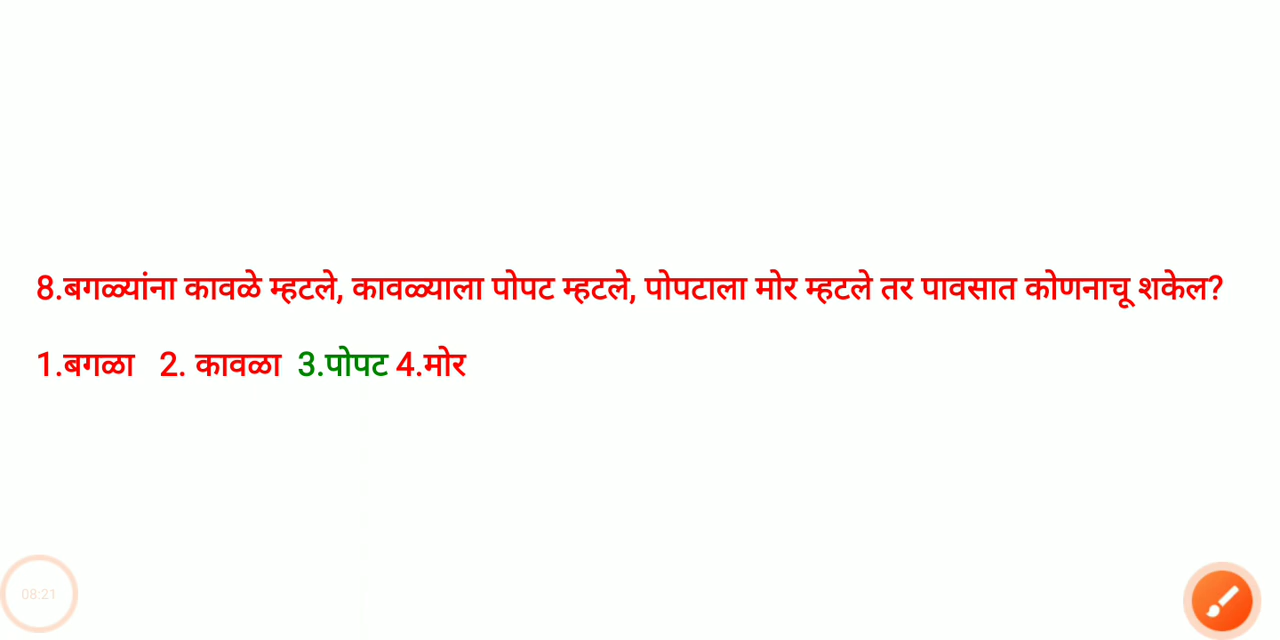 8.बगळ्यांना कावळे म्हटले, कावळ्याला पोपट म्हटले, पोपटाला मोर म्हटले तर पावसात कोणनाचू शकेल?
1.बगळा 2. कावळा 3.पोपट 4.मोर
08:21